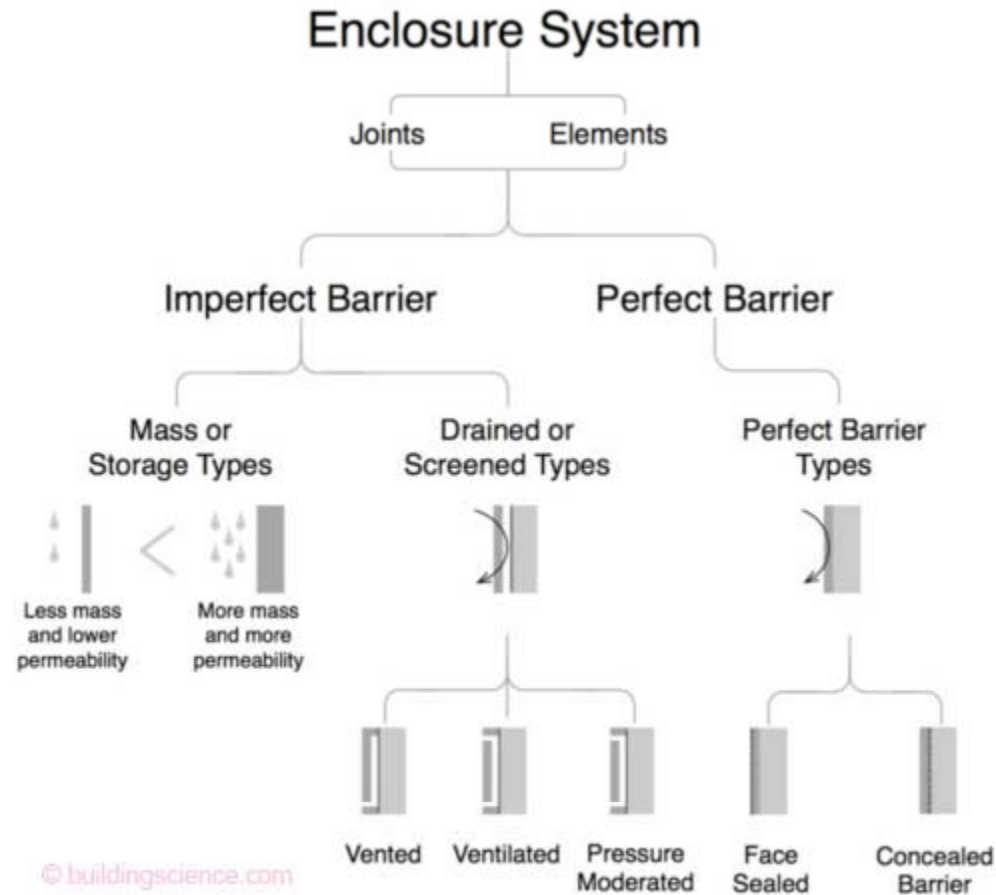 Enclosure System
Joints
Elements
Imperfect Barrier
Perfect Barrier
Mass or
Storage Types
Drained or
Screened Types
Perfect Barrier
Types
Less mass
and lower
permeability
More mass
and more
permeability
Vented
Ventilated
Pressure
Moderated
Face
Sealed
Concealed
Barrier
© buildingscience.com